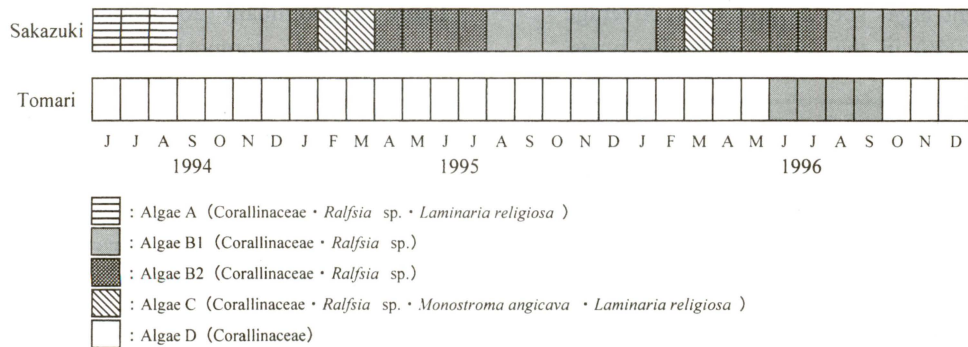 Sakazuki
Tomari
J J A S O N D J F M A M J J A S O N D J F M A M J J A S O N D
1994 1995 1996
: Algae A (Corallinaceae・Ralfsia sp.・Laminaria religiosa)
: Algae B1 (Corallinaceae・Ralfsia sp.)
: Algae B2 (Corallinaceae・Ralfsia sp.)
: Algae C (Corallinaceae・Ralfsia sp.・Monostroma angicava・Laminaria religiosa)
: Algae D (Corallinaceae)